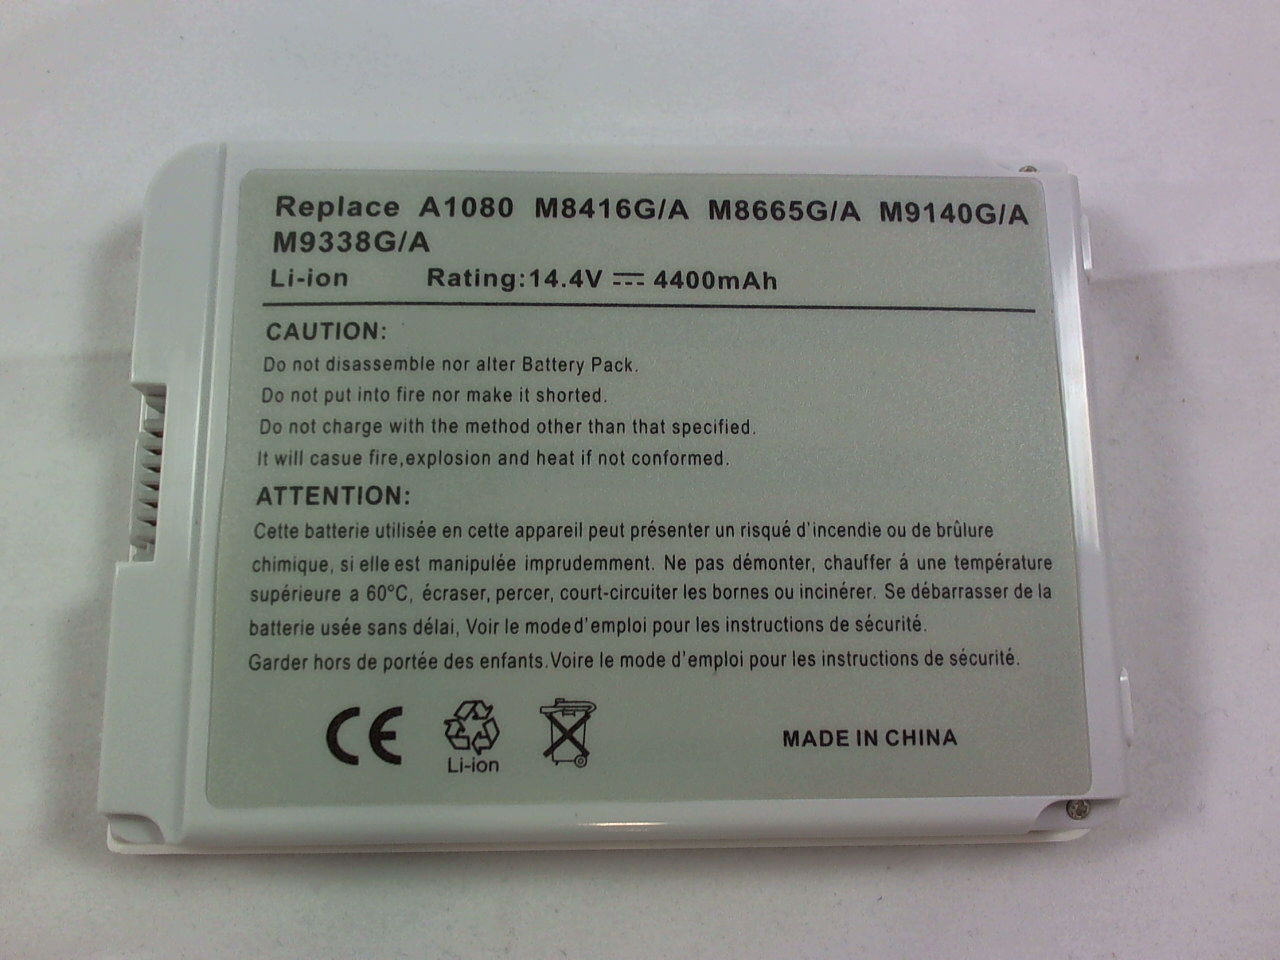 Replace A1080 M8416G/A M8665G/A M9140G/A
M9338G/A
Li-ion Rating:14.4V ⎓ 4400mAh
CAUTION:
Do not disassemble nor alter Battery Pack.
Do not put into fire nor make it shorted.
Do not charge with the method other than that specified.
It will casue fire,explosion and heat if not conformed.
ATTENTION:
Cette batterie utilisée en cette appareil peut présenter un risqué d'incendie ou de brûlure
chimique, si elle est manipulée imprudemment. Ne pas démonter, chauffer á une température
supérieure a 60°C, écraser, percer, court-circuiter les bornes ou incinérer. Se débarrasser de la
batterie usée sans délai, Voir le mode d'emploi pour les instructions de sécurité.
Garder hors de portée des enfants.Voire le mode d'emploi pour les instructions de sécurité.
CE
Li-ion
MADE IN CHINA